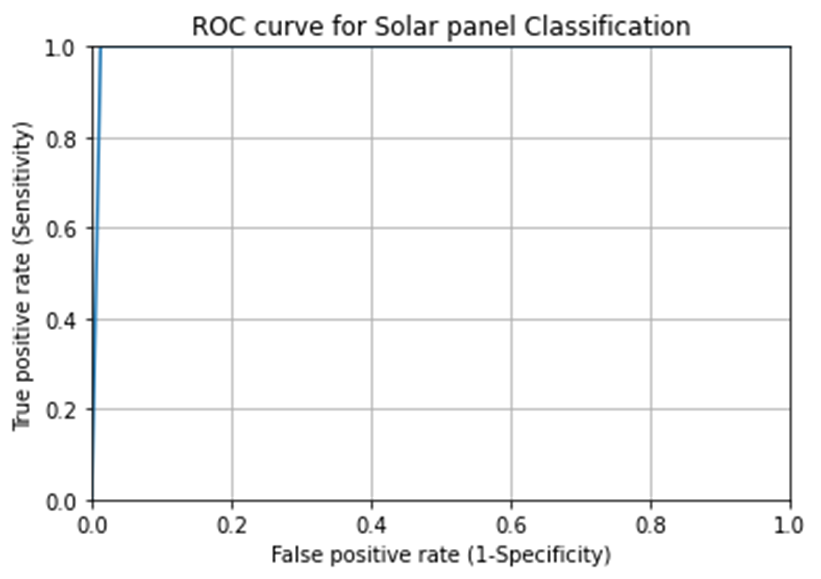 ROC curve for Solar panel Classification
True positive rate (Sensitivity)
1.0
0.8
0.6
0.4
0.2
0.0
0.0 0.2 0.4 0.6 0.8 1.0
False positive rate (1-Specificity)